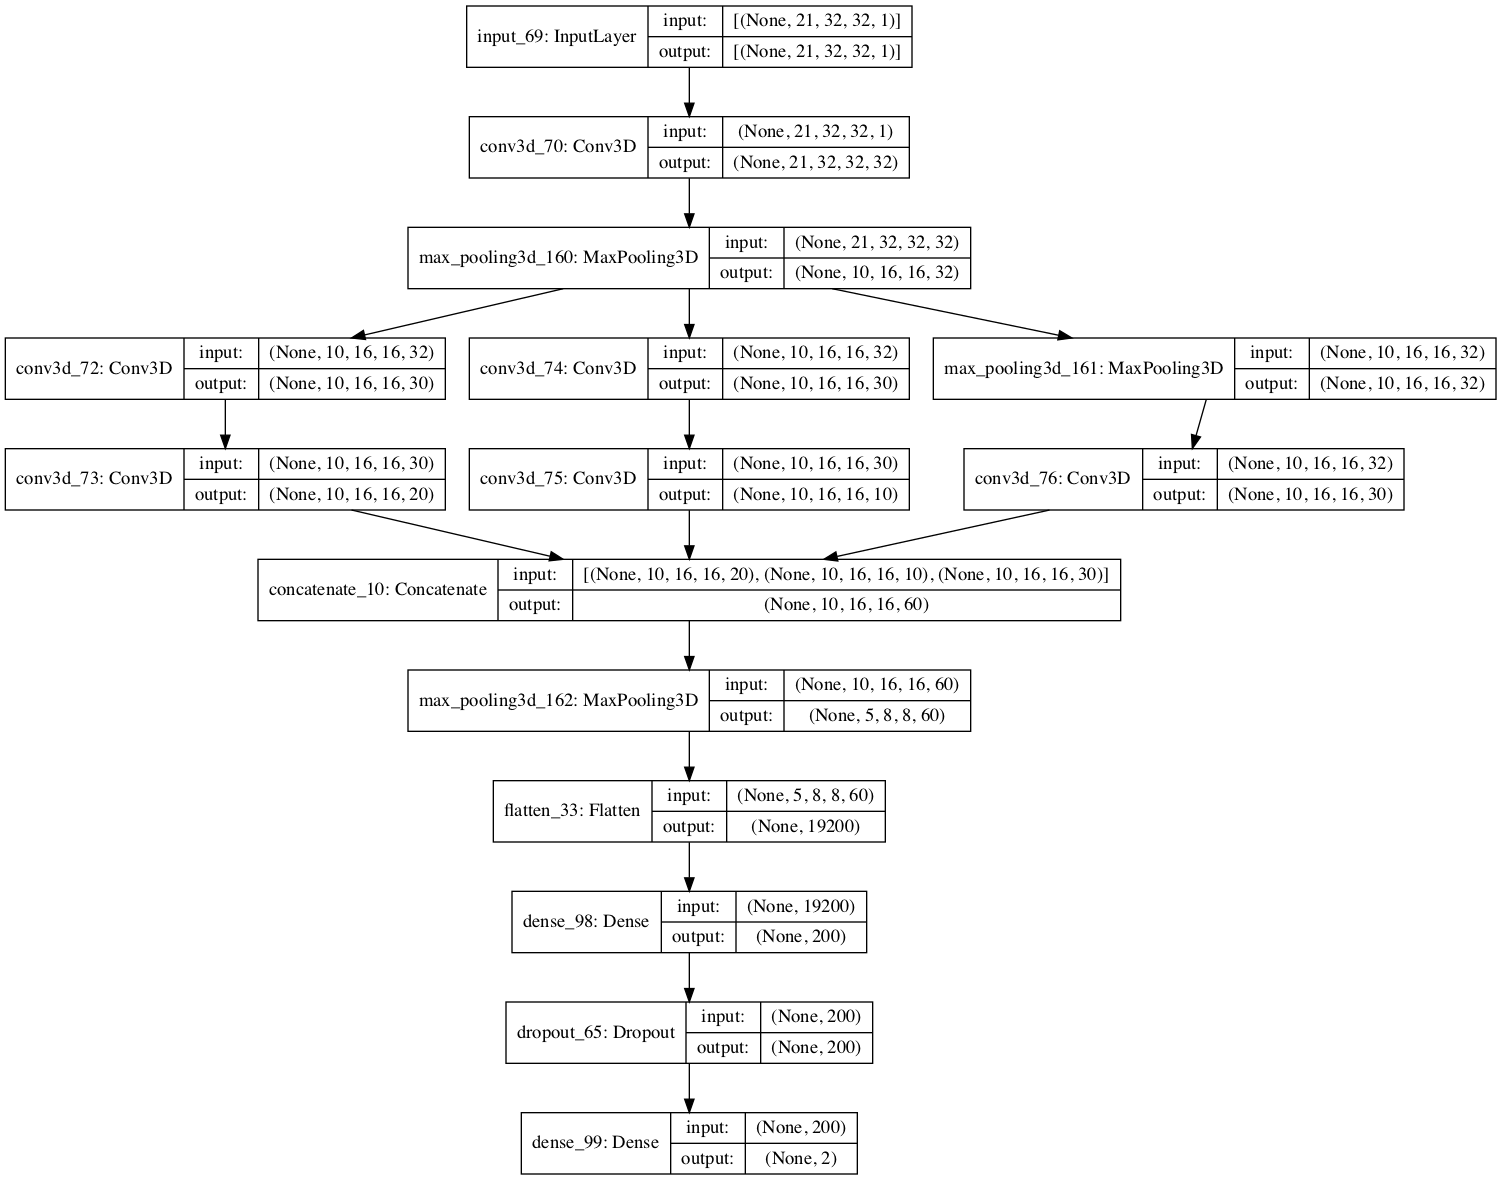 input_69: InputLayer
input: [(None, 21, 32, 32, 1)]
output: [(None, 21, 32, 32, 1)]
conv3d_70: Conv3D
input: (None, 21, 32, 32, 1)
output: (None, 21, 32, 32, 32)
max_pooling3d_160: MaxPooling3D
input: (None, 21, 32, 32, 32)
output: (None, 10, 16, 16, 32)
conv3d_72: Conv3D
input: (None, 10, 16, 16, 32)
output: (None, 10, 16, 16, 30)
conv3d_74: Conv3D
input: (None, 10, 16, 16, 32)
output: (None, 10, 16, 16, 30)
max_pooling3d_161: MaxPooling3D
input: (None, 10, 16, 16, 32)
output: (None, 10, 16, 16, 32)
conv3d_73: Conv3D
input: (None, 10, 16, 16, 30)
output: (None, 10, 16, 16, 20)
conv3d_75: Conv3D
input: (None, 10, 16, 16, 30)
output: (None, 10, 16, 16, 10)
conv3d_76: Conv3D
input: (None, 10, 16, 16, 32)
output: (None, 10, 16, 16, 30)
concatenate_10: Concatenate
input: [(None, 10, 16, 16, 20), (None, 10, 16, 16, 10), (None, 10, 16, 16, 30)]
output: (None, 10, 16, 16, 60)
max_pooling3d_162: MaxPooling3D
input: (None, 10, 16, 16, 60)
output: (None, 5, 8, 8, 60)
flatten_33: Flatten
input: (None, 5, 8, 8, 60)
output: (None, 19200)
dense_98: Dense
input: (None, 19200)
output: (None, 200)
dropout_65: Dropout
input: (None, 200)
output: (None, 200)
dense_99: Dense
input: (None, 200)
output: (None, 2)